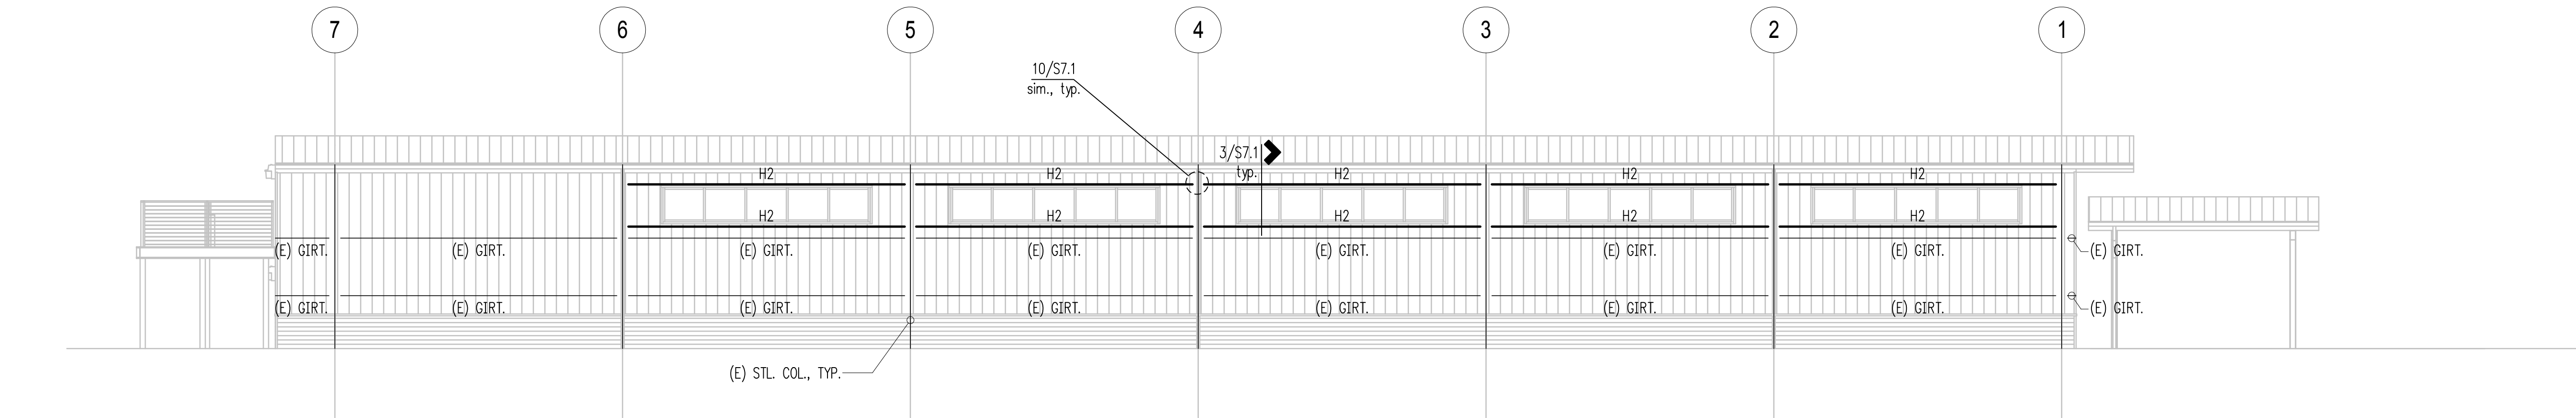 7 6 5 4 3 2 1
10/S7.1
sim., typ.
3/S7.1
typ.
H2 H2 H2 H2 H2
H2 H2 H2 H2 H2
(E) GIRT. (E) GIRT. (E) GIRT. (E) GIRT. (E) GIRT. (E) GIRT. (E) GIRT. (E) GIRT.
(E) GIRT. (E) GIRT. (E) GIRT. (E) GIRT. (E) GIRT. (E) GIRT. (E) GIRT. (E) GIRT.
(E) STL. COL., TYP.